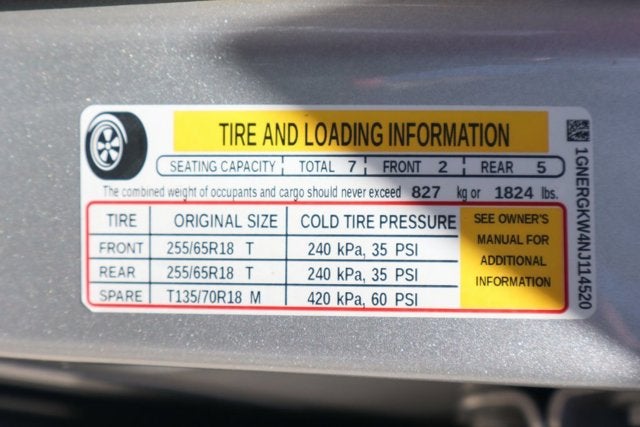 TIRE AND LOADING INFORMATION
SEATING CAPACITY TOTAL 7 FRONT 2 REAR 5
The combined weight of occupants and cargo should never exceed 827 kg or 1824 lbs.
TIRE ORIGINAL SIZE COLD TIRE PRESSURE
FRONT 255/65R18 T 240 kPa, 35 PSI
REAR 255/65R18 T 240 kPa, 35 PSI
SPARE T135/70R18 M 420 kPa, 60 PSI
SEE OWNER'S
MANUAL FOR
ADDITIONAL
INFORMATION
1GNERGKW4NJ114520